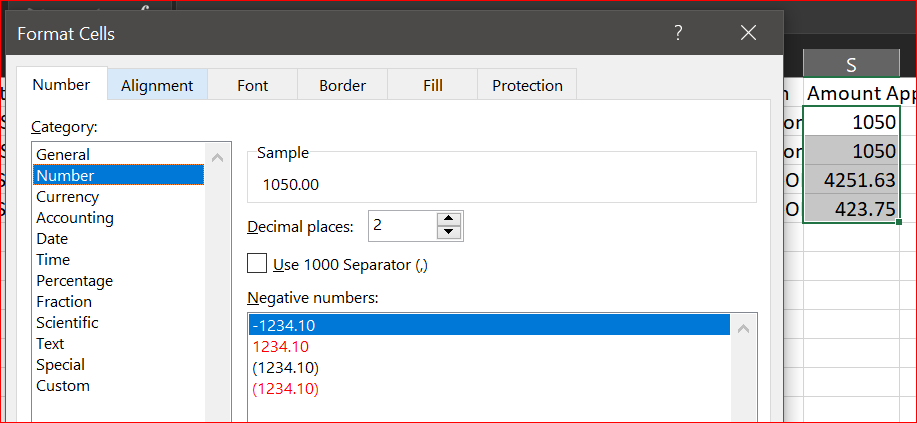 Format Cells ?
S
Number Alignment Font Border Fill Protection
Amount App
Category:
General
Number
Currency
Accounting
Date
Time
Percentage
Fraction
Scientific
Text
Special
Custom
Sample
1050.00
Decimal places: 2
Use 1000 Separator (,)
Negative numbers:
-1234.10
1234.10
(1234.10)
(1234.10)
1050
1050
4251.63
423.75